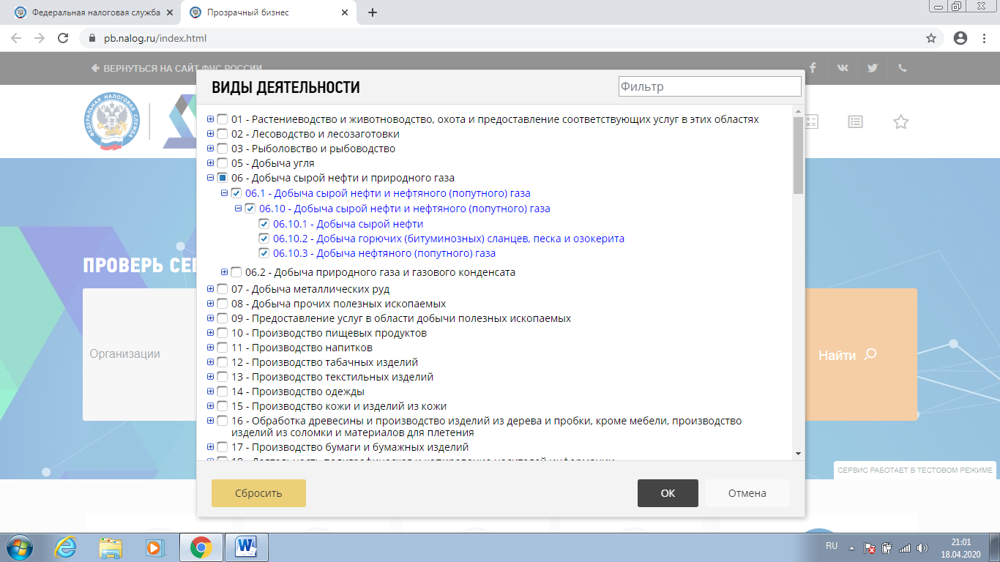 Федеральная налоговая служба
Прозрачный бизнес
pb.nalog.ru/index.html
ВЕРНУТЬСЯ НА САЙТ ФНС РОССИИ
ФЕДЕРАЛЬНАЯ НАЛОГОВАЯ СЛУЖБА
ВИДЫ ДЕЯТЕЛЬНОСТИ
Фильтр
01 - Растениеводство и животноводство, охота и предоставление соответствующих услуг в этих областях
02 - Лесоводство и лесозаготовки
03 - Рыболовство и рыбоводство
05 - Добыча угля
06 - Добыча сырой нефти и природного газа
06.1 - Добыча сырой нефти и нефтяного (попутного) газа
06.10 - Добыча сырой нефти и нефтяного (попутного) газа
06.10.1 - Добыча сырой нефти
06.10.2 - Добыча горючих (битуминозных) сланцев, песка и озокерита
06.10.3 - Добыча нефтяного (попутного) газа
06.2 - Добыча природного газа и газового конденсата
07 - Добыча металлических руд
08 - Добыча прочих полезных ископаемых
09 - Предоставление услуг в области добычи полезных ископаемых
10 - Производство пищевых продуктов
11 - Производство напитков
12 - Производство табачных изделий
13 - Производство текстильных изделий
14 - Производство одежды
15 - Производство кожи и изделий из кожи
16 - Обработка древесины и производство изделий из дерева и пробки, кроме мебели, производство
изделий из соломки и материалов для плетения
17 - Производство бумаги и бумажных изделий
18 - Деятельность полиграфическая и копирование носителей информации
ПРОВЕРЬ
Организации
Найти
СЕРВИС РАБОТАЕТ В ТЕСТОВОМ РЕЖИМЕ
Сбросить
ОК
Отмена
RU
21:01
18.04.2020